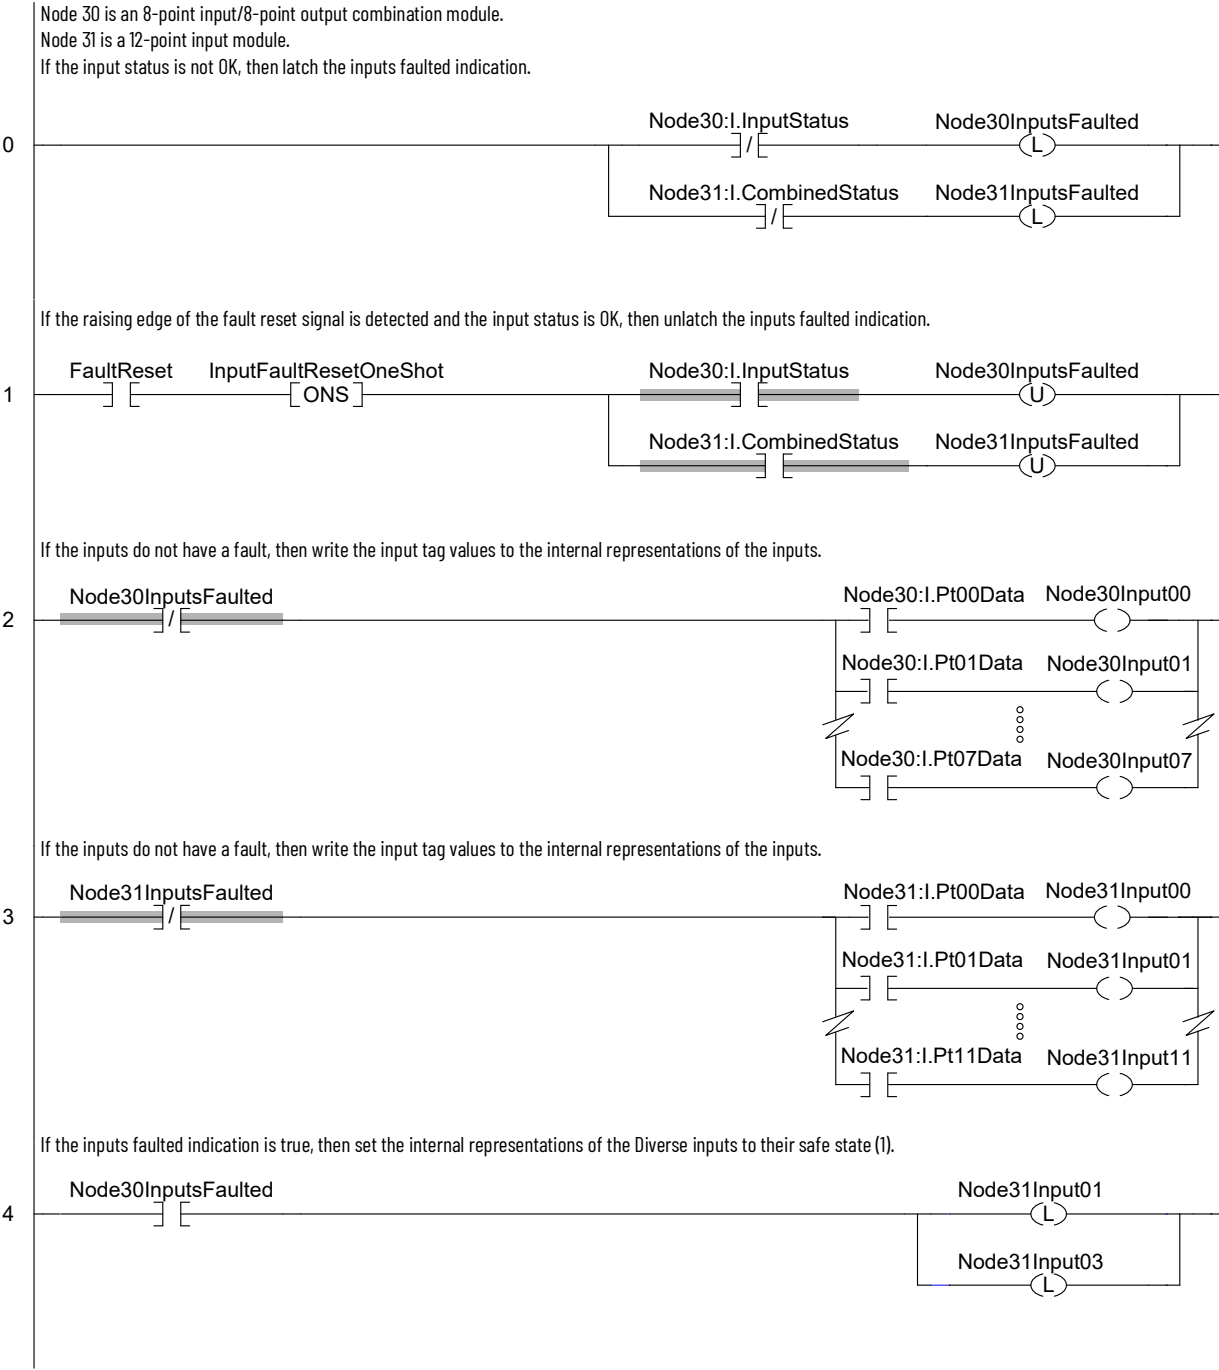 Node 30 is an 8-point input/8-point output combination module.
Node 31 is a 12-point input module.
If the input status is not OK, then latch the inputs faulted indication.
Node30:I.InputStatus Node30InputsFaulted
0 / L
Node31:I.CombinedStatus Node31InputsFaulted
/ L
If the raising edge of the fault reset signal is detected and the input status is OK, then unlatch the inputs faulted indication.
FaultReset InputFaultResetOneShot Node30:I.InputStatus Node30InputsFaulted
1 ONS U
Node31:I.CombinedStatus Node31InputsFaulted
U
If the inputs do not have a fault, then write the input tag values to the internal representations of the inputs.
Node30InputsFaulted Node30:I.Pt00Data Node30Input00
2 /
Node30:I.Pt01Data Node30Input01
Node30:I.Pt07Data Node30Input07
If the inputs do not have a fault, then write the input tag values to the internal representations of the inputs.
Node31InputsFaulted Node31:I.Pt00Data Node31Input00
3 /
Node31:I.Pt01Data Node31Input01
Node31:I.Pt11Data Node31Input11
If the inputs faulted indication is true, then set the internal representations of the Diverse inputs to their safe state (1).
Node30InputsFaulted Node31Input01
4 L
Node31Input03
L